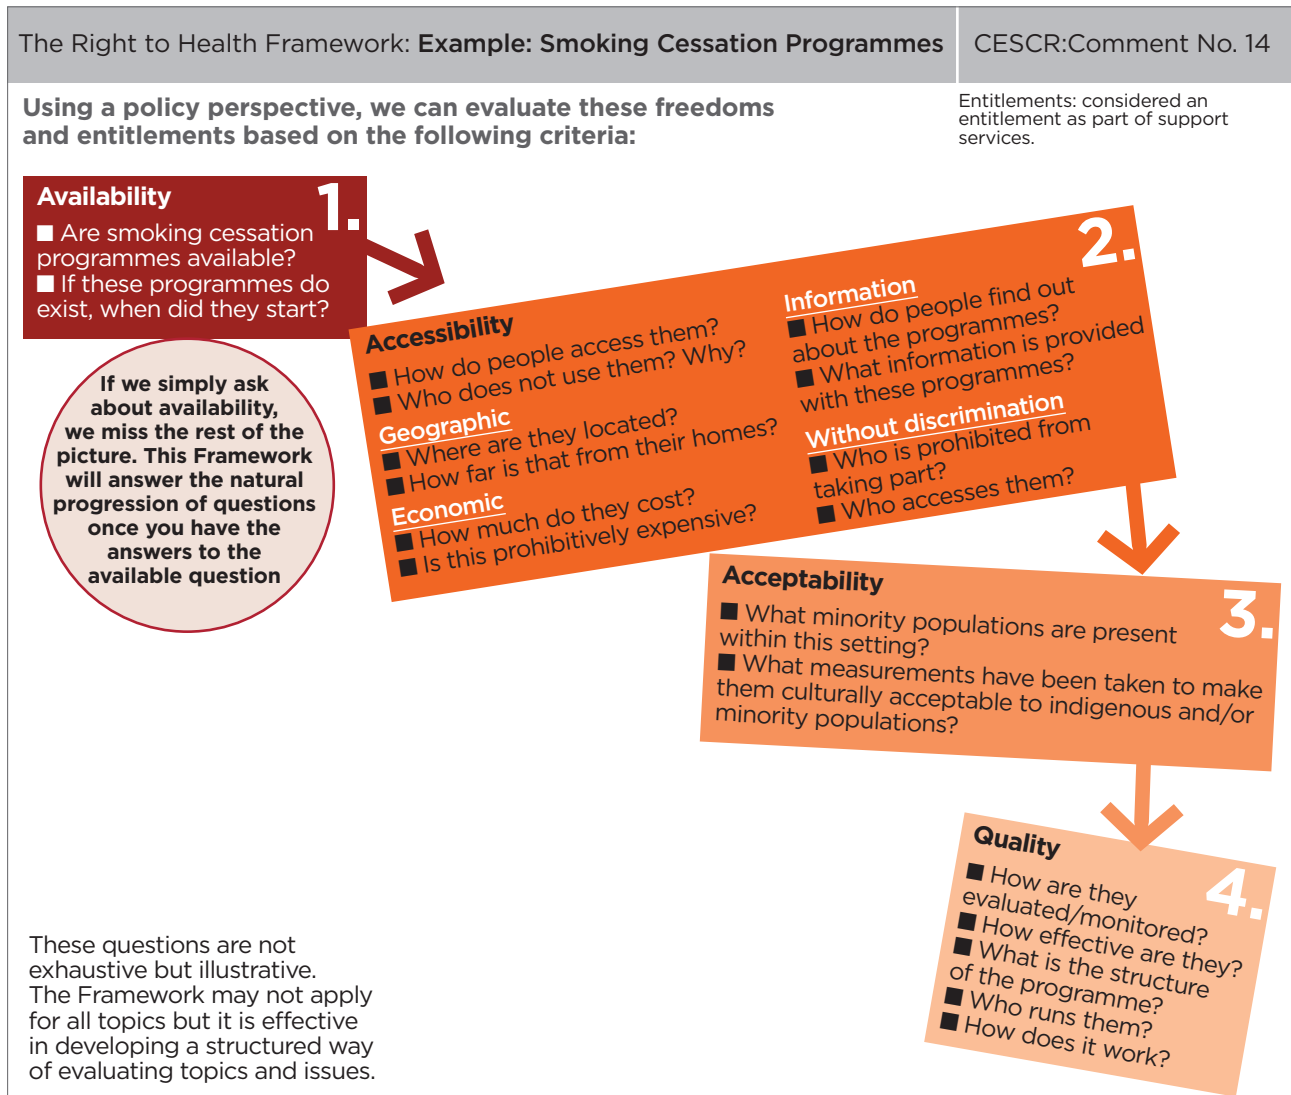 The Right to Health Framework: Example: Smoking Cessation Programmes
CESCR:Comment No. 14
Using a policy perspective, we can evaluate these freedoms
and entitlements based on the following criteria:
Entitlements: considered an
entitlement as part of support
services.
1.
Availability
■ Are smoking cessation
programmes available?
■ If these programmes do
exist, when did they start?
If we simply ask
about availability,
we miss the rest of the
picture. This Framework
will answer the natural
progression of questions
once you have the
answers to the
available question
2.
Accessibility
■ How do people access them?
■ Who does not use them? Why?
Geographic
■ Where are they located?
■ How far is that from their homes?
Economic
■ How much do they cost?
■ Is this prohibitively expensive?
Information
■ How do people find out
about the programmes?
■ What information is provided
with these programmes?
Without discrimination
■ Who is prohibited from
taking part?
■ Who accesses them?
3.
Acceptability
■ What minority populations are present
within this setting?
■ What measurements have been taken to make
them culturally acceptable to indigenous and/or
minority populations?
4.
Quality
■ How are they
evaluated/monitored?
■ How effective are they?
■ What is the structure
of the programme?
■ Who runs them?
■ How does it work?
These questions are not
exhaustive but illustrative.
The Framework may not apply
for all topics but it is effective
in developing a structured way
of evaluating topics and issues.